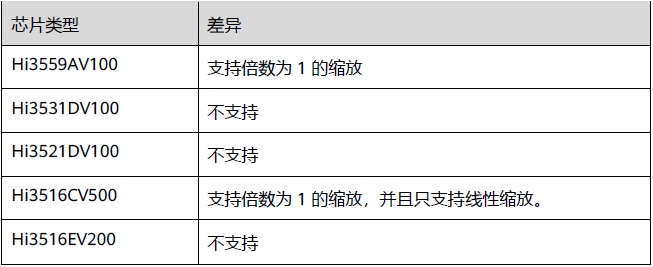 芯片类型 差异
Hi3559AV100 支持倍数为 1 的缩放
Hi3531DV100 不支持
Hi3521DV100 不支持
Hi3516CV500 支持倍数为 1 的缩放，并且只支持线性缩放。
Hi3516EV200 不支持